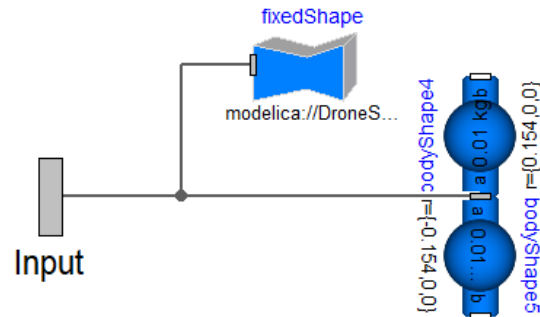 fixedShape
modelica://DroneS...
Input
bodyShape4
r={-0.154,0,0}
a 0.01 kg b
a 0.01... b
r={0.154,0,0}
bodyShape5